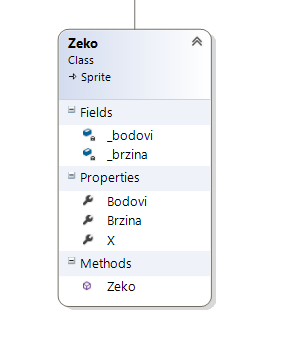 Zeko
Class
Sprite
Fields
_bodovi
_brzina
Properties
Bodovi
Brzina
X
Methods
Zeko